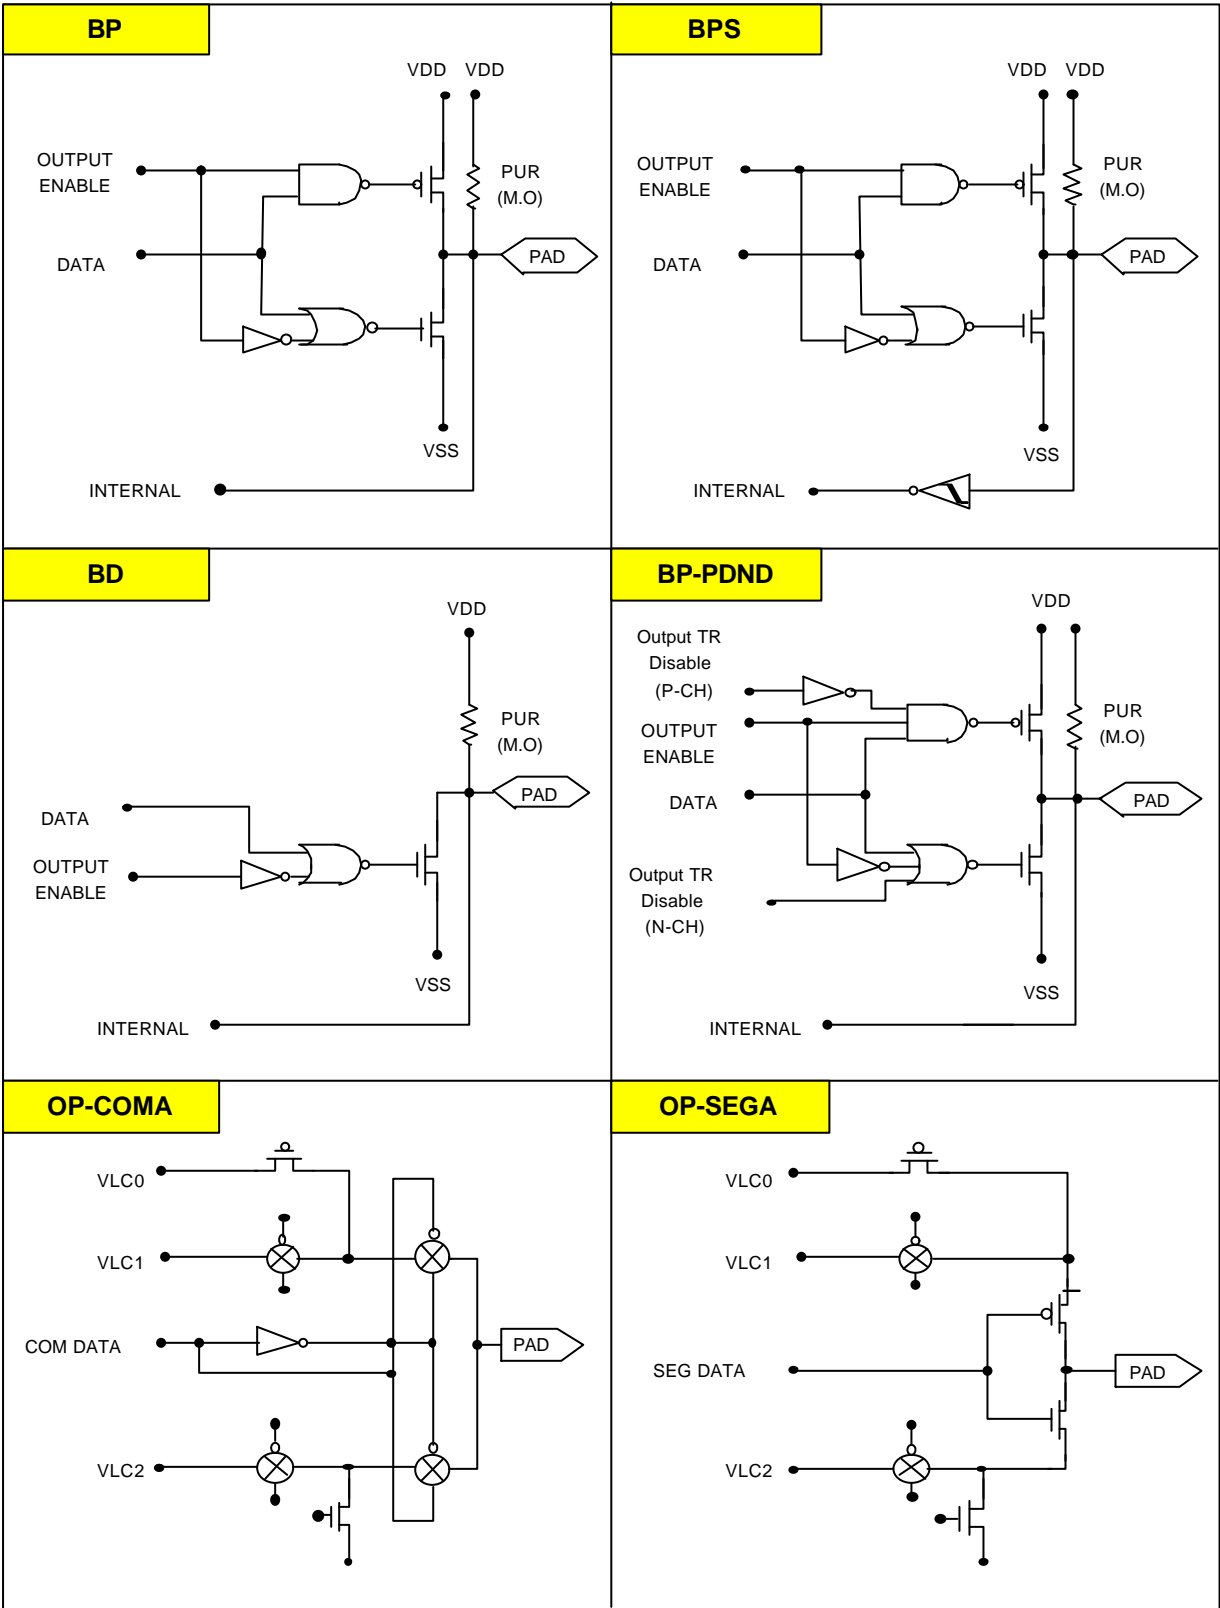 BP
VDD VDD
OUTPUT
ENABLE
PUR
(M.O)
DATA
PAD
VSS
INTERNAL
BPS
VDD VDD
OUTPUT
ENABLE
PUR
(M.O)
DATA
PAD
VSS
INTERNAL
BD
VDD
PUR
(M.O)
PAD
DATA
OUTPUT
ENABLE
VSS
INTERNAL
BP-PDND
VDD
Output TR
Disable
(P-CH)
OUTPUT
ENABLE
PUR
(M.O)
DATA
PAD
Output TR
Disable
(N-CH)
VSS
INTERNAL
OP-COMA
VLC0
VLC1
COM DATA
PAD
VLC2
OP-SEGA
VLC0
VLC1
SEG DATA
PAD
VLC2